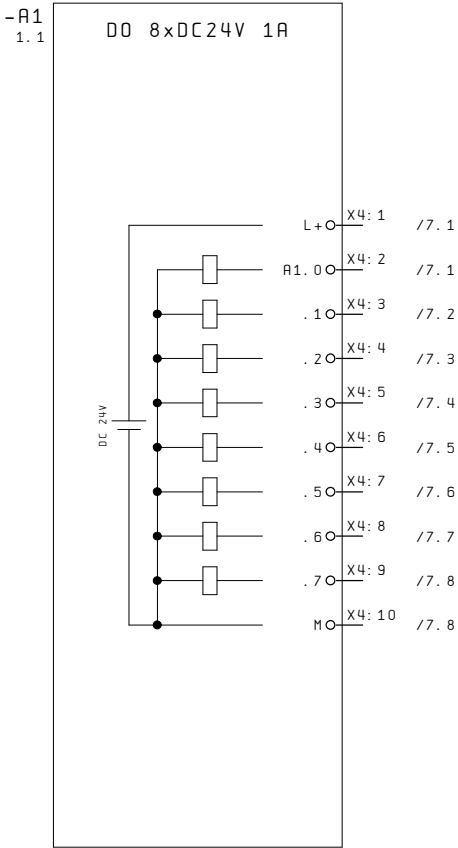 -A1
1.1
DO 8xDC24V 1A
L+ X4:1 /7.1
A1.0 X4:2 /7.1
.1 X4:3 /7.2
.2 X4:4 /7.3
.3 X4:5 /7.4
DC 24V
.4 X4:6 /7.5
.5 X4:7 /7.6
.6 X4:8 /7.7
.7 X4:9 /7.8
M X4:10 /7.8